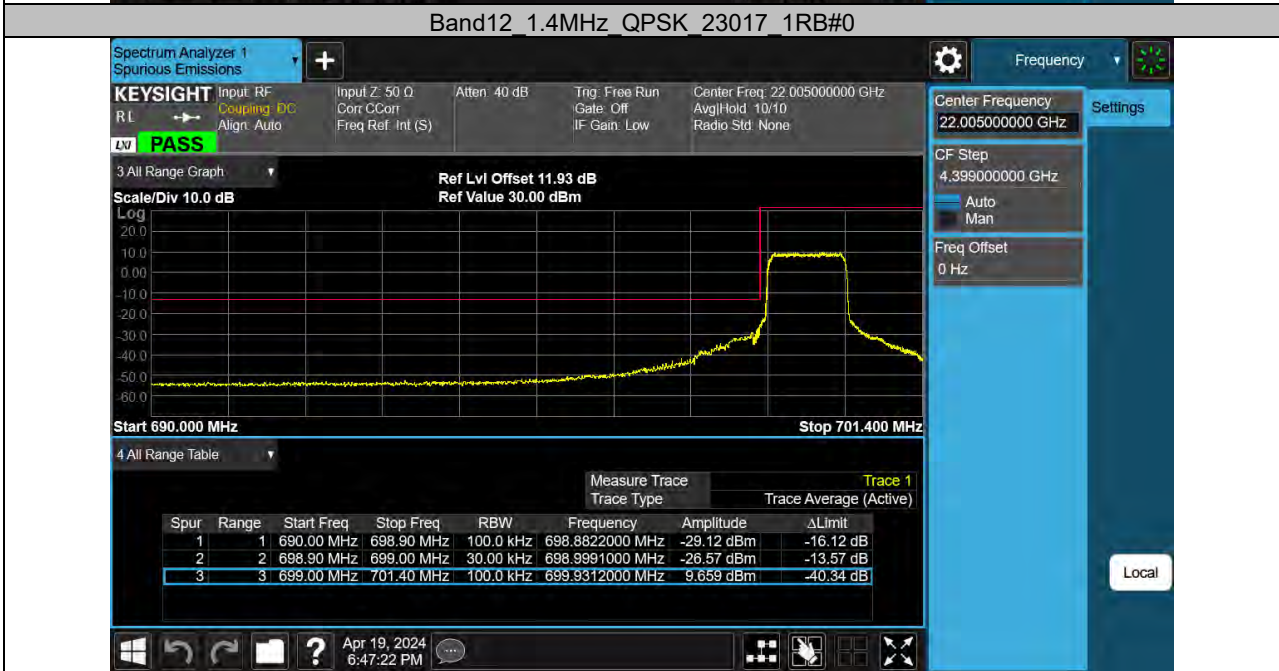 Band12_1.4MHz_QPSK_23017_1RB#0
Spectrum Analyzer 1
Spurious Emissions
+
Frequency
KEYSIGHT
RL
LXI PASS
Input: RF
Coupling: DC
Align: Auto
Input Z: 50 Ω
Corr CCorr
Freq Ref: Int (S)
Atten: 40 dB
Trig: Free Run
Gate: Off
IF Gain: Low
Center Freq: 22.005000000 GHz
Avg|Hold: 10/10
Radio Std: None
Center Frequency
22.005000000 GHz
Settings
CF Step
4.399000000 GHz
Auto
Man
Freq Offset
0 Hz
3 All Range Graph
Ref Lvl Offset 11.93 dB
Scale/Div 10.0 dB
Ref Value 30.00 dBm
Log
20.0
10.0
0.00
-10.0
-20.0
-30.0
-40.0
-50.0
-60.0
Start 690.000 MHz
Stop 701.400 MHz
4 All Range Table
Measure Trace Trace 1
Trace Type Trace Average (Active)
Spur Range Start Freq Stop Freq RBW Frequency Amplitude ΔLimit
1 1 690.00 MHz 698.90 MHz 100.0 kHz 698.8822000 MHz -29.12 dBm -16.12 dB
2 2 698.90 MHz 699.00 MHz 30.00 kHz 698.9991000 MHz -26.57 dBm -13.57 dB
3 3 699.00 MHz 701.40 MHz 100.0 kHz 699.9312000 MHz 9.659 dBm -40.34 dB
Local
?
Apr 19, 2024
6:47:22 PM